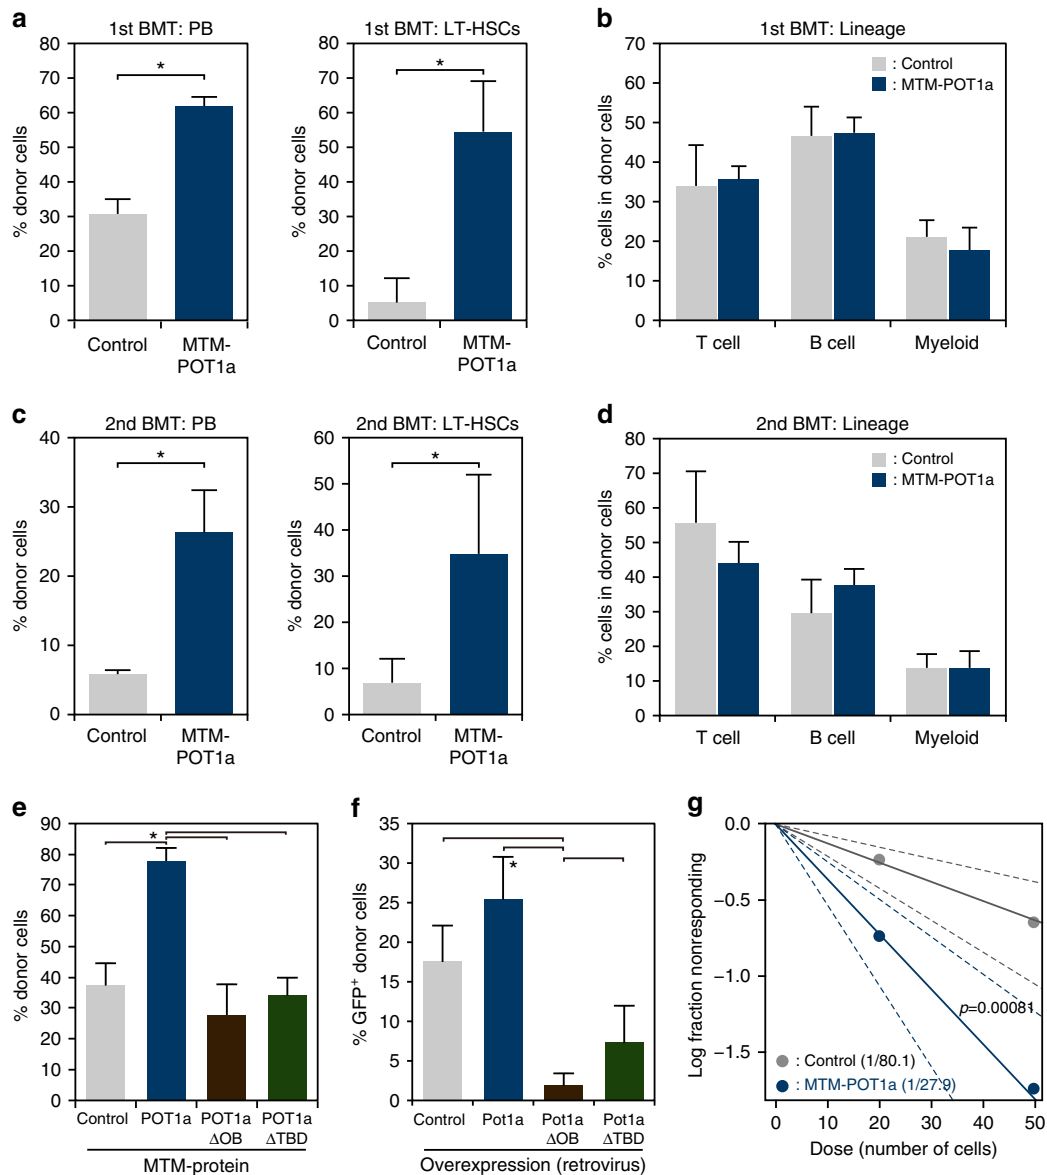 a
1st BMT: PB
% donor cells
80
70
60
50
40
30
20
10
0
*
Control
MTM-
POT1a
1st BMT: LT-HSCs
% donor cells
80
70
60
50
40
30
20
10
0
*
Control
MTM-
POT1a
b
1st BMT: Lineage
% cells in donor cells
70
60
50
40
30
20
10
0
: Control
: MTM-POT1a
T cell
B cell
Myeloid
c
2nd BMT: PB
% donor cells
40
30
20
10
0
*
Control
MTM-
POT1a
2nd BMT: LT-HSCs
% donor cells
60
50
40
30
20
10
0
*
Control
MTM-
POT1a
d
2nd BMT: Lineage
% cells in donor cells
80
70
60
50
40
30
20
10
0
: Control
: MTM-POT1a
T cell
B cell
Myeloid
e
% donor cells
90
80
70
60
50
40
30
20
10
0
*
Control
POT1a
POT1a
ΔOB
POT1a
ΔTBD
MTM-protein
f
% GFP+ donor cells
35
30
25
20
15
10
5
0
*
Control
Pot1a
Pot1a
ΔOB
Pot1a
ΔTBD
Overexpression (retrovirus)
g
Log fraction nonresponding
0.0
−0.5
−1.0
−1.5
p=0.00081
: Control (1/80.1)
: MTM-POT1a (1/27.9)
0
10
20
30
40
50
Dose (number of cells)